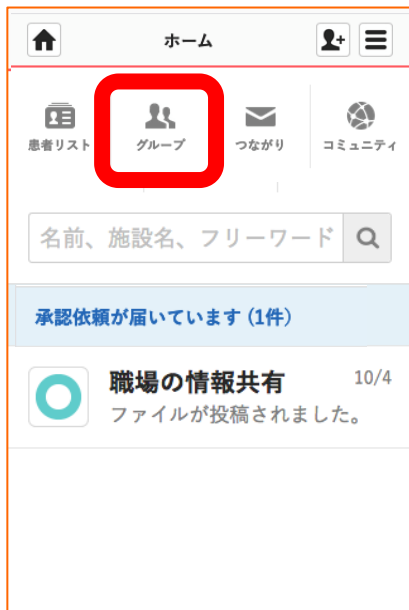 ホーム
患者リスト グループ つながり コミュニティ
名前、施設名、フリーワード
承認依頼が届いています (1件)
職場の情報共有 10/4
ファイルが投稿されました。